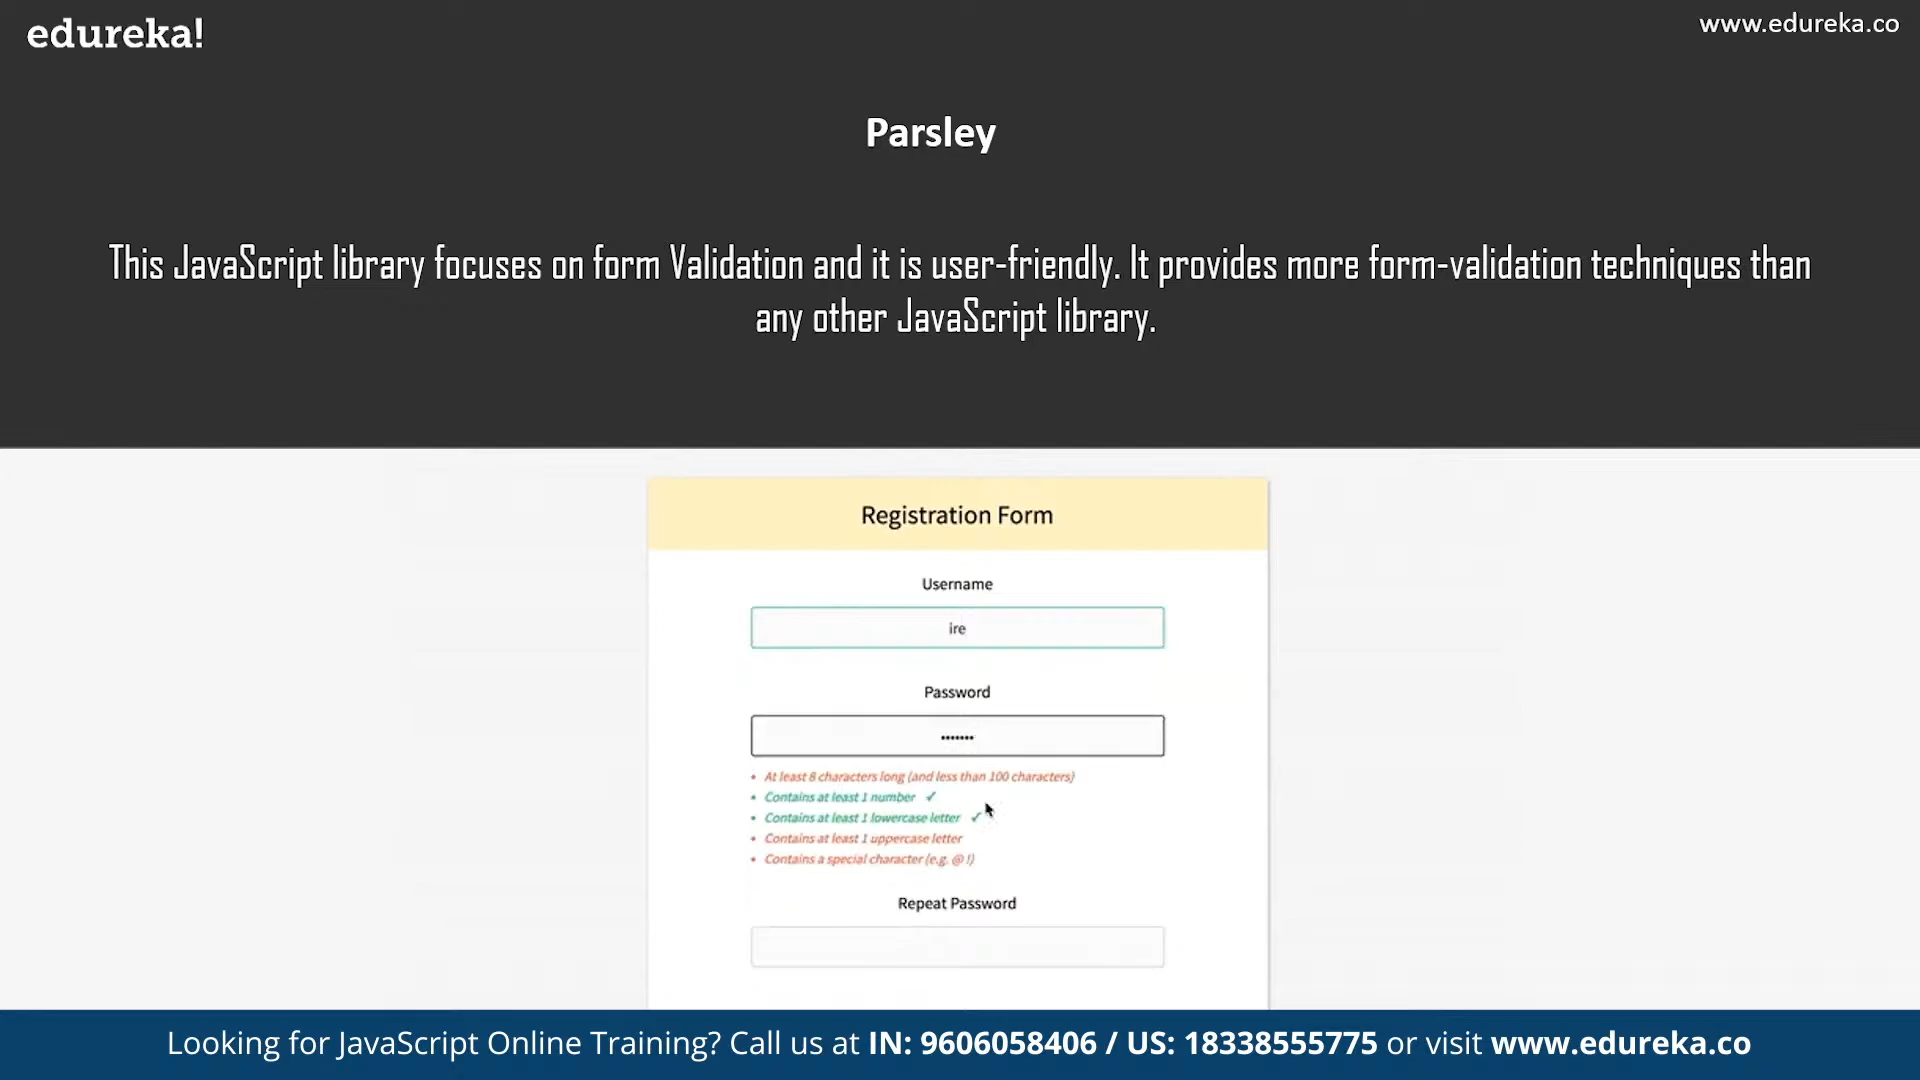 edureka!
www.edureka.co
Parsley
This JavaScript library focuses on form Validation and it is user-friendly. It provides more form-validation techniques than
any other JavaScript library.
Registration Form
Username
ire
Password
•••••••
• At least 8 characters long (and less than 100 characters)
• Contains at least 1 number ✓
• Contains at least 1 lowercase letter ✓
• Contains at least 1 uppercase letter
• Contains a special character (e.g. @ !)
Repeat Password
Looking for JavaScript Online Training? Call us at IN: 9606058406 / US: 18338555775 or visit www.edureka.co